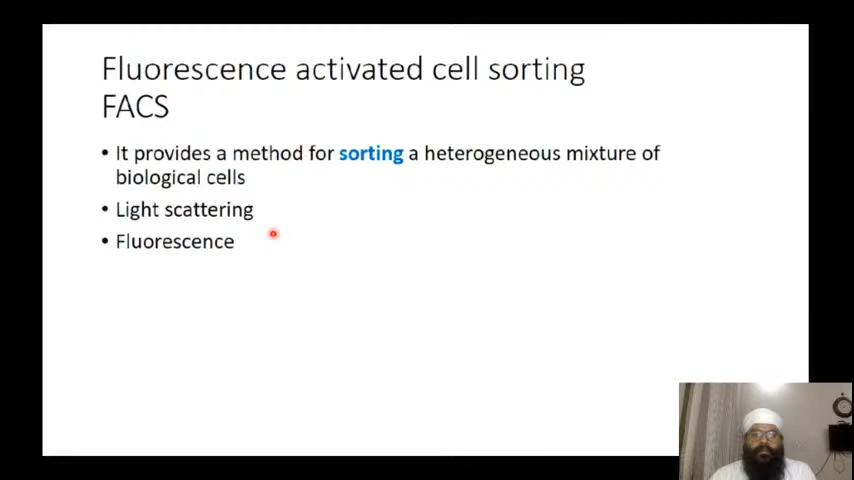 Fluorescence activated cell sorting
FACS
• It provides a method for sorting a heterogeneous mixture of
biological cells
• Light scattering
• Fluorescence